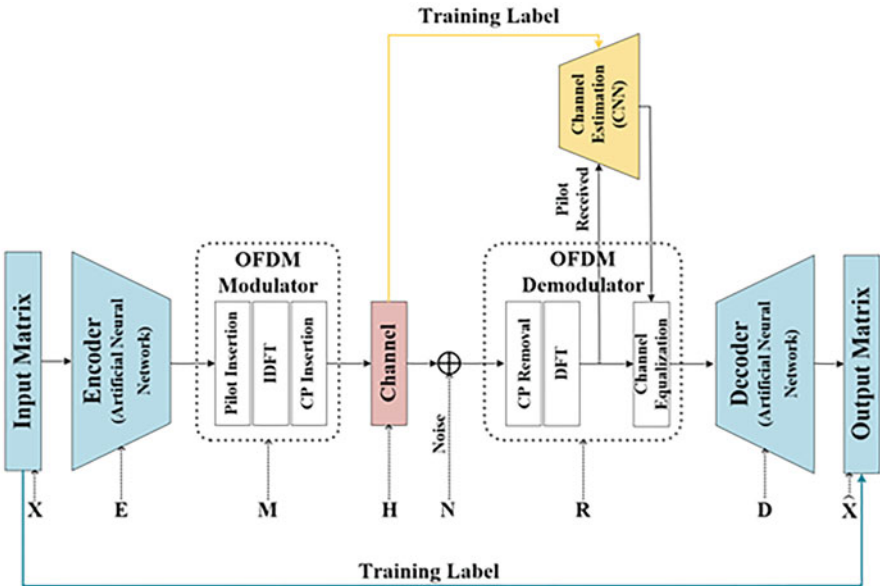 Training Label
Channel
Estimation
(CNN)
Pilot
Received
OFDM
Modulator
OFDM
Demodulator
Input Matrix
Encoder
(Artificial Neural
Network)
Pilot Insertion
IDFT
CP Insertion
Channel
Noise
CP Removal
DFT
Channel
Equalization
Decoder
(Artificial Neural
Network)
Output Matrix
X
E
M
H
N
R
D
X̂
Training Label